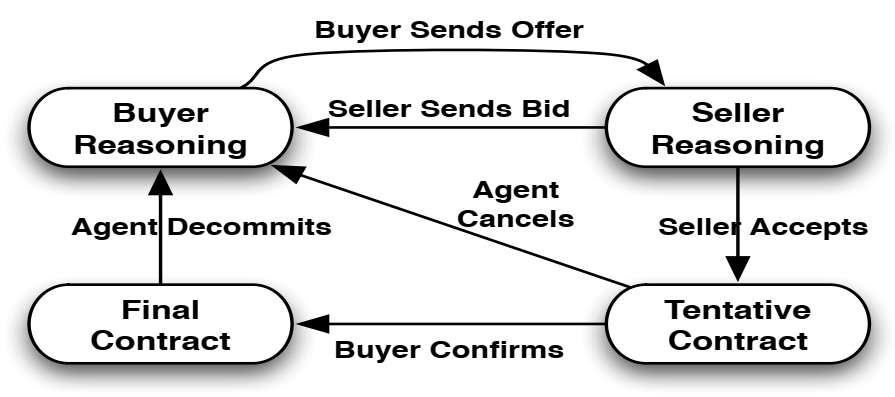 Buyer Sends Offer
Buyer
Reasoning
Seller Sends Bid
Seller
Reasoning
Agent
Cancels
Agent Decommits
Seller Accepts
Final
Contract
Buyer Confirms
Tentative
Contract